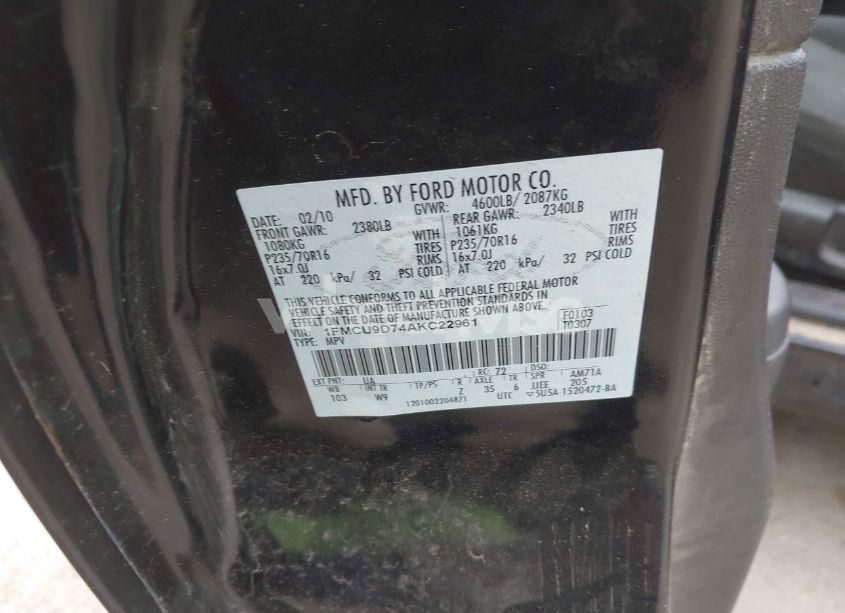 MFD. BY FORD MOTOR CO.
DATE: 02/10 GVWR: 4600LB/ 2087KG
FRONT GAWR: 2380LB REAR GAWR: 2340LB
1080KG WITH 1061KG WITH
P235/70R16 TIRES P235/70R16 TIRES
16x7.0J RIMS 16x7.0J RIMS
AT 220 kPa/ 32 PSI COLD AT 220 kPa/ 32 PSI COLD
THIS VEHICLE CONFORMS TO ALL APPLICABLE FEDERAL MOTOR
VEHICLE SAFETY AND THEFT PREVENTION STANDARDS IN
EFFECT ON THE DATE OF MANUFACTURE SHOWN ABOVE.
VIN: 1FMCU9D74AKC22961 F0103
TYPE: MPV T0307
EXT PNT: UA RC: 72 DSO:
WB INT TR TP/PS R AXLE TR SPR AM71A
103 W9 7 35 6 JJEE 205
1201002204871 UTC 5U5A-1520472-BA